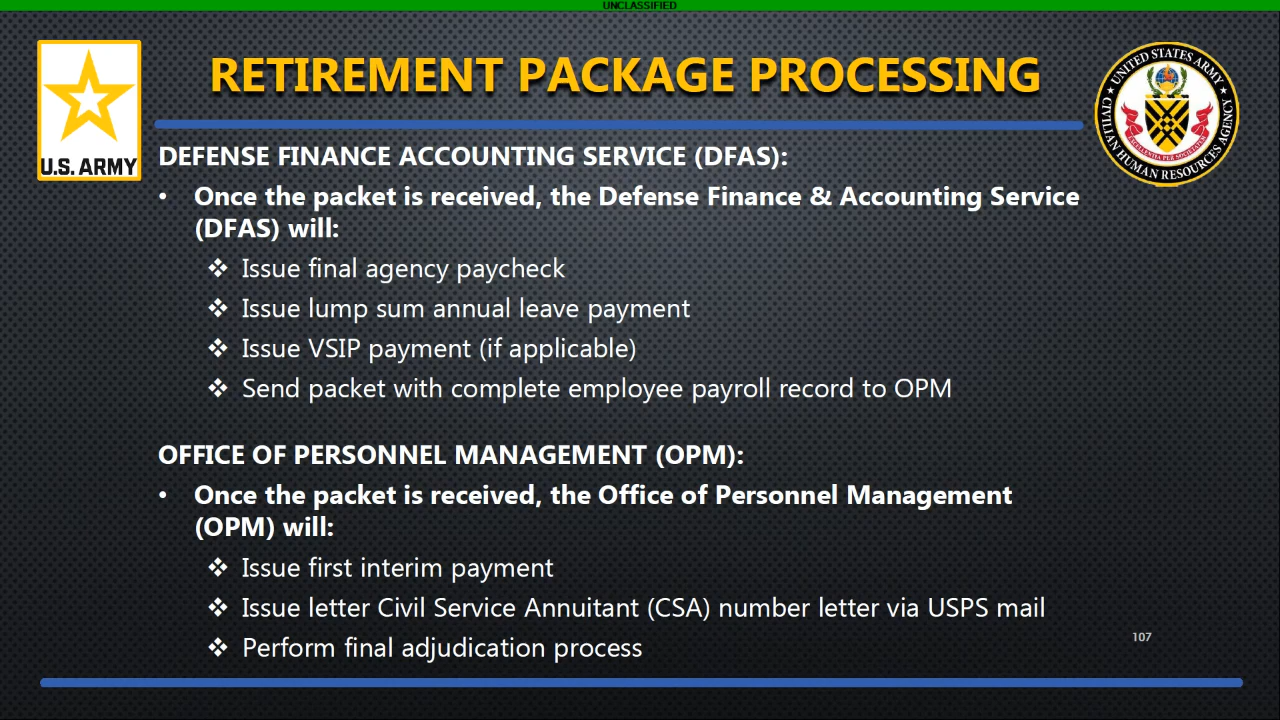 UNCLASSIFIED
RETIREMENT PACKAGE PROCESSING
U.S. ARMY
UNITED STATES ARMY
CIVILIAN HUMAN RESOURCES AGENCY
DEFENSE FINANCE ACCOUNTING SERVICE (DFAS):
• Once the packet is received, the Defense Finance & Accounting Service
(DFAS) will:
❖ Issue final agency paycheck
❖ Issue lump sum annual leave payment
❖ Issue VSIP payment (if applicable)
❖ Send packet with complete employee payroll record to OPM
OFFICE OF PERSONNEL MANAGEMENT (OPM):
• Once the packet is received, the Office of Personnel Management
(OPM) will:
❖ Issue first interim payment
❖ Issue letter Civil Service Annuitant (CSA) number letter via USPS mail
❖ Perform final adjudication process
107